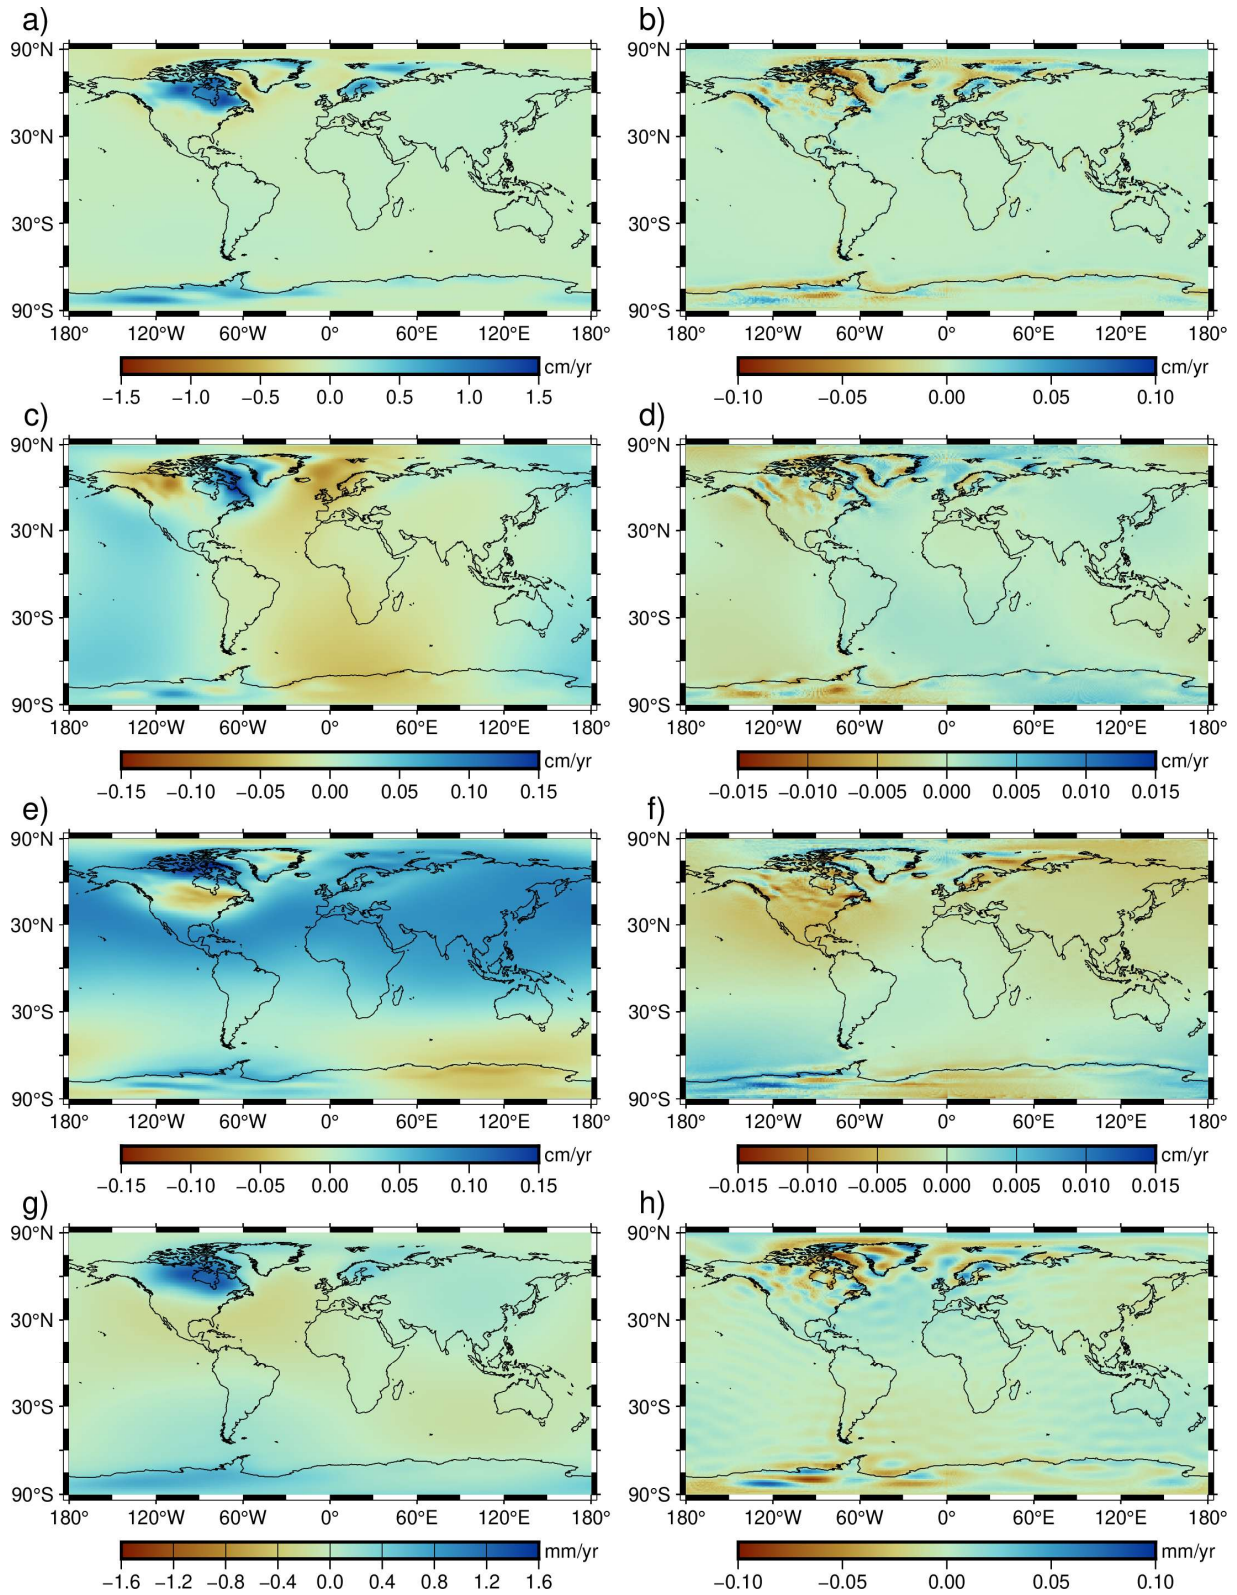 a) b)
90°N 90°N
30°N 30°N
30°S 30°S
90°S 90°S
180° 120°W 60°W 0° 60°E 120°E 180° 180° 120°W 60°W 0° 60°E 120°E 180°
cm/yr cm/yr
−1.5 −1.0 −0.5 0.0 0.5 1.0 1.5 −0.10 −0.05 0.00 0.05 0.10
c) d)
90°N 90°N
30°N 30°N
30°S 30°S
90°S 90°S
180° 120°W 60°W 0° 60°E 120°E 180° 180° 120°W 60°W 0° 60°E 120°E 180°
cm/yr cm/yr
−0.15 −0.10 −0.05 0.00 0.05 0.10 0.15 −0.015 −0.010 −0.005 0.000 0.005 0.010 0.015
e) f)
90°N 90°N
30°N 30°N
30°S 30°S
90°S 90°S
180° 120°W 60°W 0° 60°E 120°E 180° 180° 120°W 60°W 0° 60°E 120°E 180°
cm/yr cm/yr
−0.15 −0.10 −0.05 0.00 0.05 0.10 0.15 −0.015 −0.010 −0.005 0.000 0.005 0.010 0.015
g) h)
90°N 90°N
30°N 30°N
30°S 30°S
90°S 90°S
180° 120°W 60°W 0° 60°E 120°E 180° 180° 120°W 60°W 0° 60°E 120°E 180°
mm/yr mm/yr
−1.6 −1.2 −0.8 −0.4 0.0 0.4 0.8 1.2 1.6 −0.10 −0.05 0.00 0.05 0.10